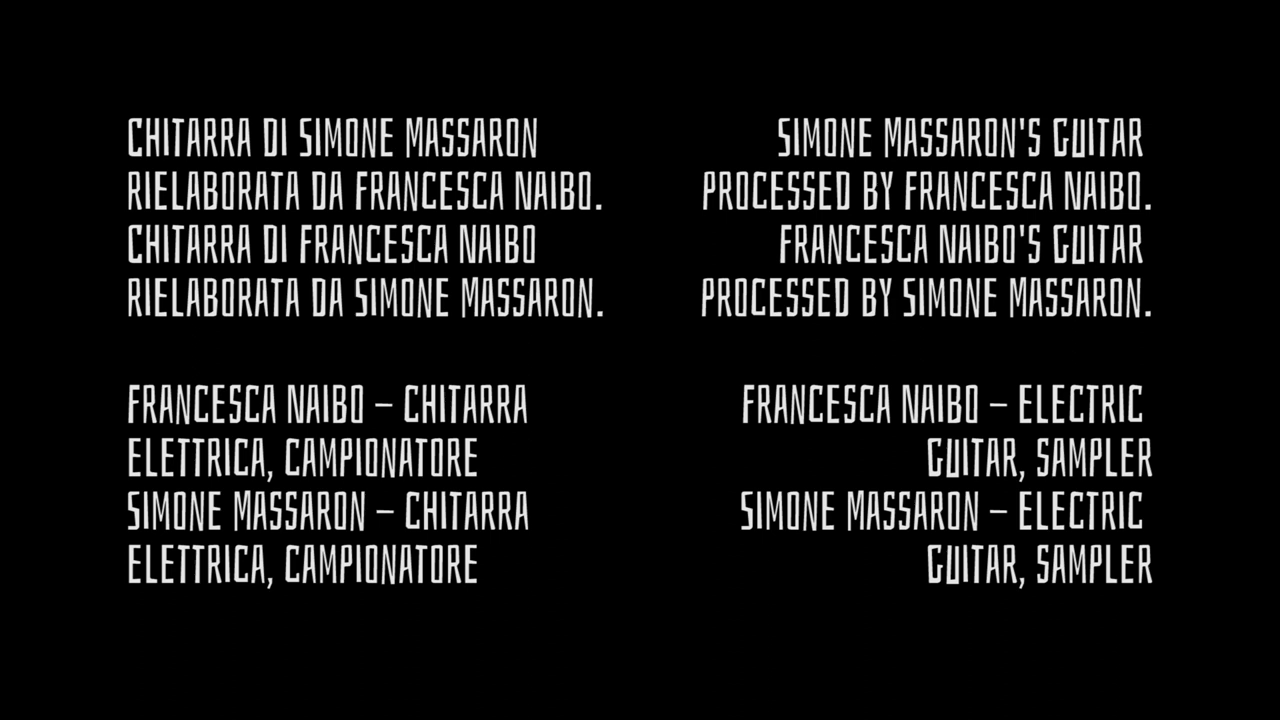 CHITARRA DI SIMONE MASSARON
RIELABORATA DA FRANCESCA NAIBO.
CHITARRA DI FRANCESCA NAIBO
RIELABORATA DA SIMONE MASSARON.
FRANCESCA NAIBO – CHITARRA
ELETTRICA, CAMPIONATORE
SIMONE MASSARON – CHITARRA
ELETTRICA, CAMPIONATORE
SIMONE MASSARON'S GUITAR
PROCESSED BY FRANCESCA NAIBO.
FRANCESCA NAIBO'S GUITAR
PROCESSED BY SIMONE MASSARON.
FRANCESCA NAIBO – ELECTRIC
GUITAR, SAMPLER
SIMONE MASSARON – ELECTRIC
GUITAR, SAMPLER